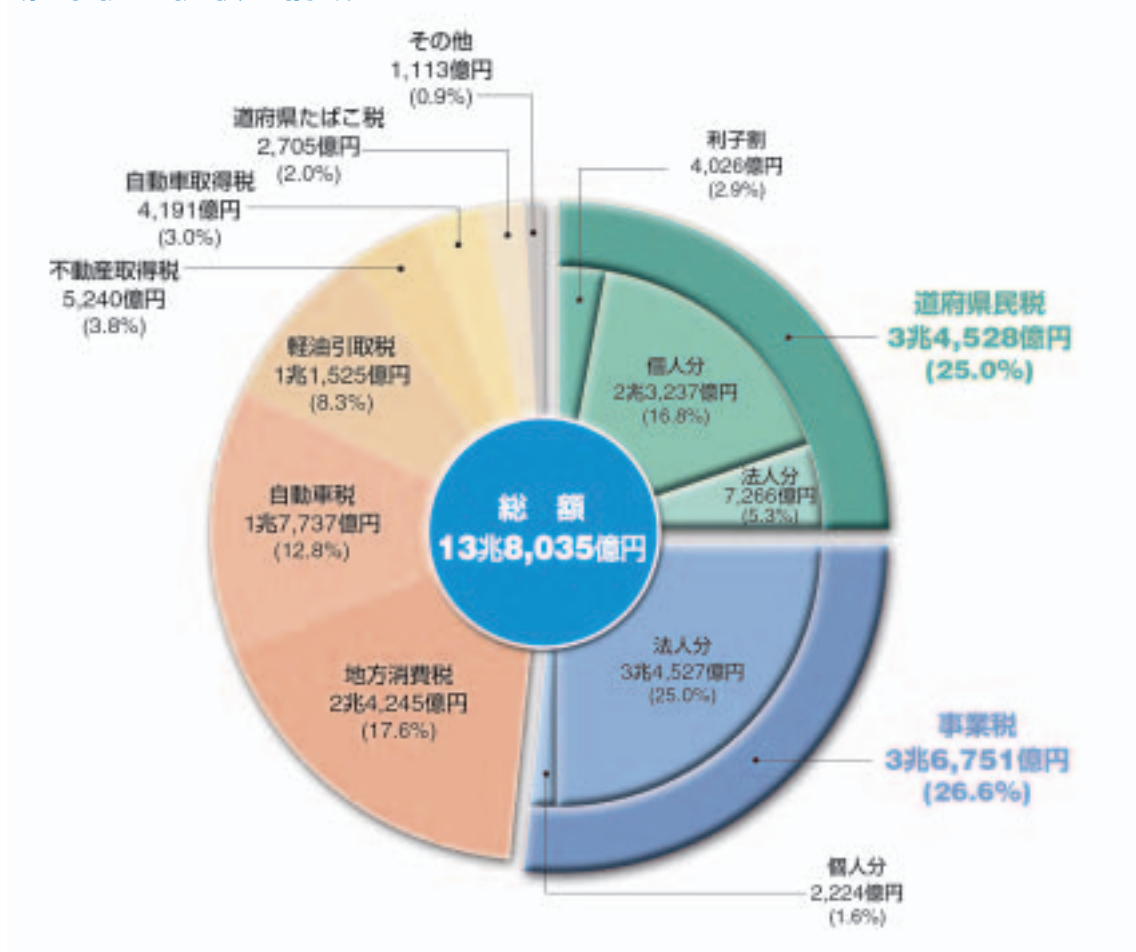 その他
1,113億円
(0.9%)
道府県たばこ税
2,705億円
(2.0%)
自動車取得税
4,191億円
(3.0%)
不動産取得税
5,240億円
(3.8%)
軽油引取税
1兆1,525億円
(8.3%)
自動車税
1兆7,737億円
(12.8%)
地方消費税
2兆4,245億円
(17.6%)
総額
13兆8,035億円
利子割
4,026億円
(2.9%)
道府県民税
3兆4,528億円
(25.0%)
個人分
2兆3,237億円
(16.8%)
法人分
7,266億円
(5.3%)
法人分
3兆4,527億円
(25.0%)
事業税
3兆6,751億円
(26.6%)
個人分
2,224億円
(1.6%)